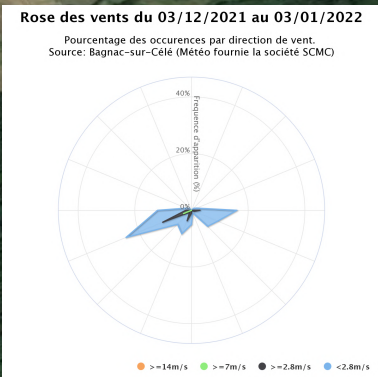 Rose des vents du 03/12/2021 au 03/01/2022
Pourcentage des occurences par direction de vent.
Source: Bagnac-sur-Célé (Météo fournie la société SCMC)
40%
Frequence d'apparition (%)
20%
0%
>=14m/s >=7m/s >=2.8m/s <2.8m/s